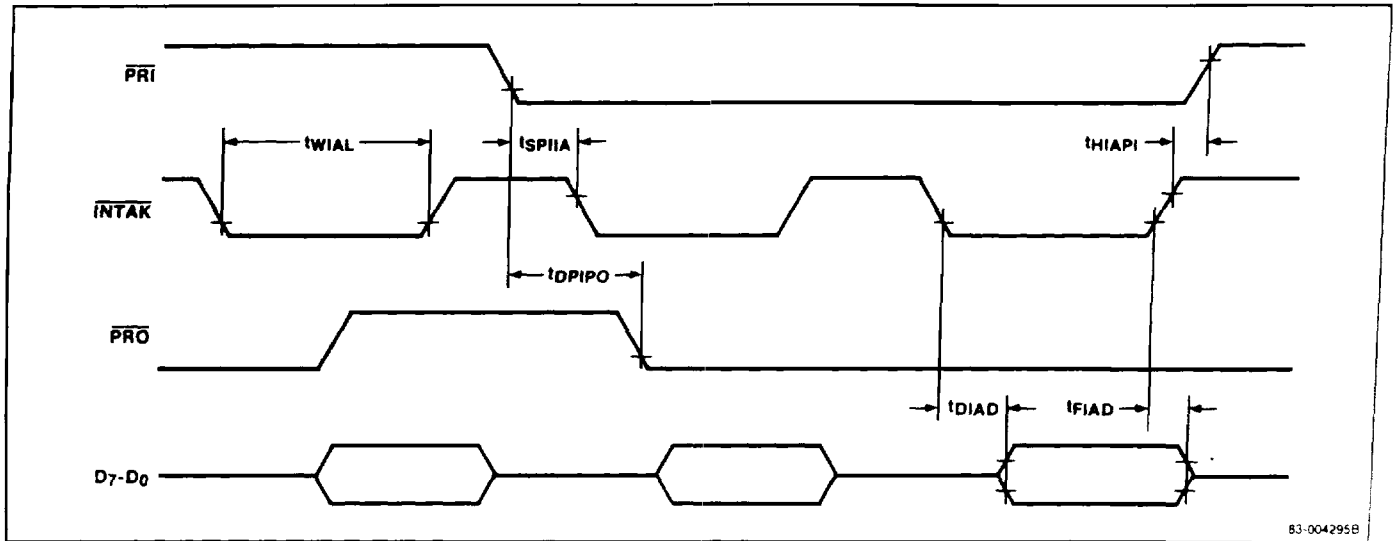 PRI
tWIAL
tSPIIA
tHIAPI
INTAK
tDPIPO
PRO
tDIAD
tFIAD
D7-D0
83-004295B